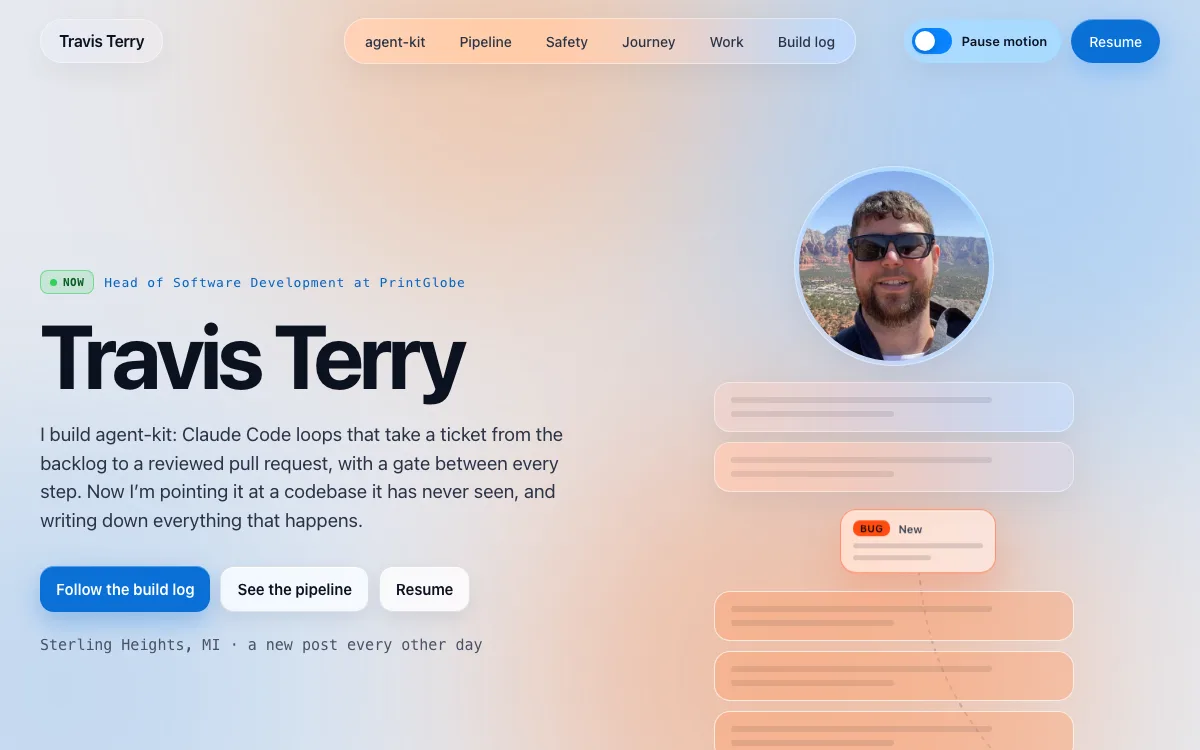 Travis Terry
agent-kit
Pipeline
Safety
Journey
Work
Build log
Pause motion
Resume
NOW
Head of Software Development at PrintGlobe
Travis Terry
I build agent-kit: Claude Code loops that take a ticket from the
backlog to a reviewed pull request, with a gate between every
step. Now I’m pointing it at a codebase it has never seen, and
writing down everything that happens.
Follow the build log
See the pipeline
Resume
Sterling Heights, MI · a new post every other day
BUG
New